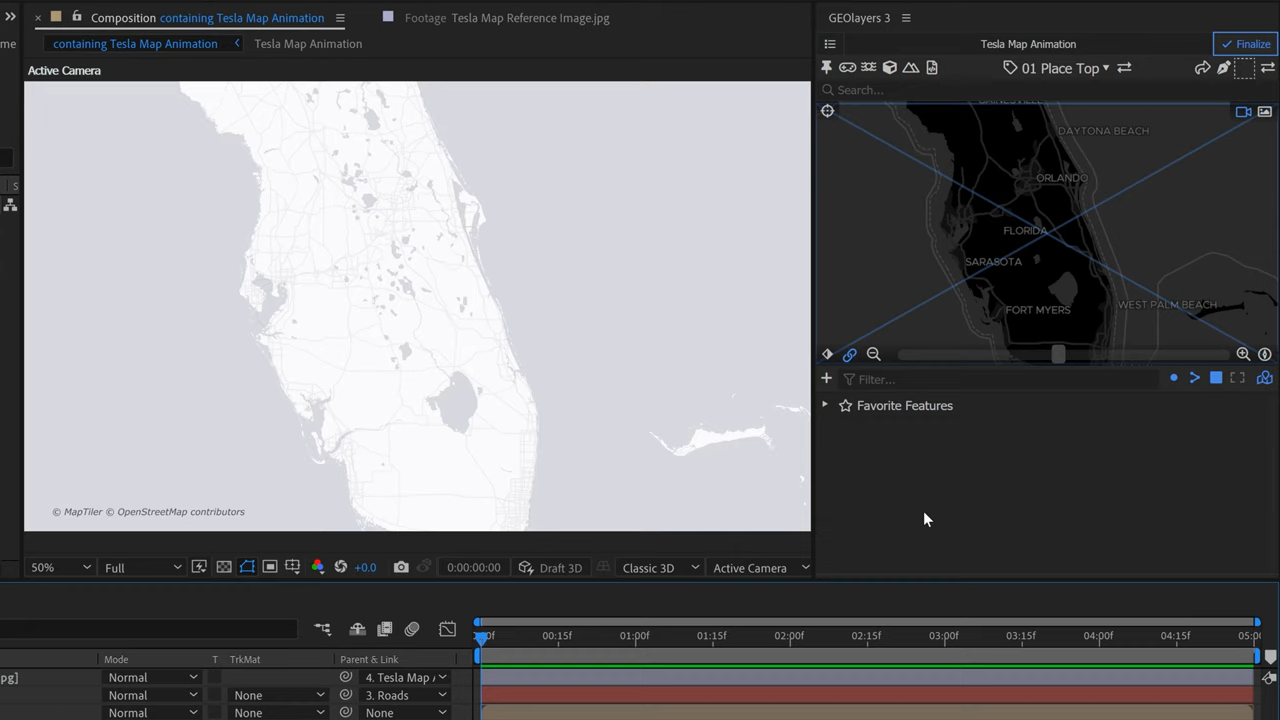 Composition containing Tesla Map Animation
Footage Tesla Map Reference Image.jpg
GEOlayers 3
me
containing Tesla Map Animation
Tesla Map Animation
Tesla Map Animation
Finalize
Active Camera
01 Place Top
Search...
DAYTONA BEACH
ORLANDO
FLORIDA
SARASOTA
WEST PALM BEACH
FORT MYERS
S
Filter...
Favorite Features
© MapTiler © OpenStreetMap contributors
50%
Full
+0.0
0:00:00:00
Draft 3D
Classic 3D
Active Camera
00:15f
01:00f
01:15f
02:00f
02:15f
03:00f
03:15f
04:00f
04:15f
05:00
Mode
T
TrkMat
Parent & Link
pg]
Normal
4. Tesla Map
Normal
None
3. Roads
Normal
None
None